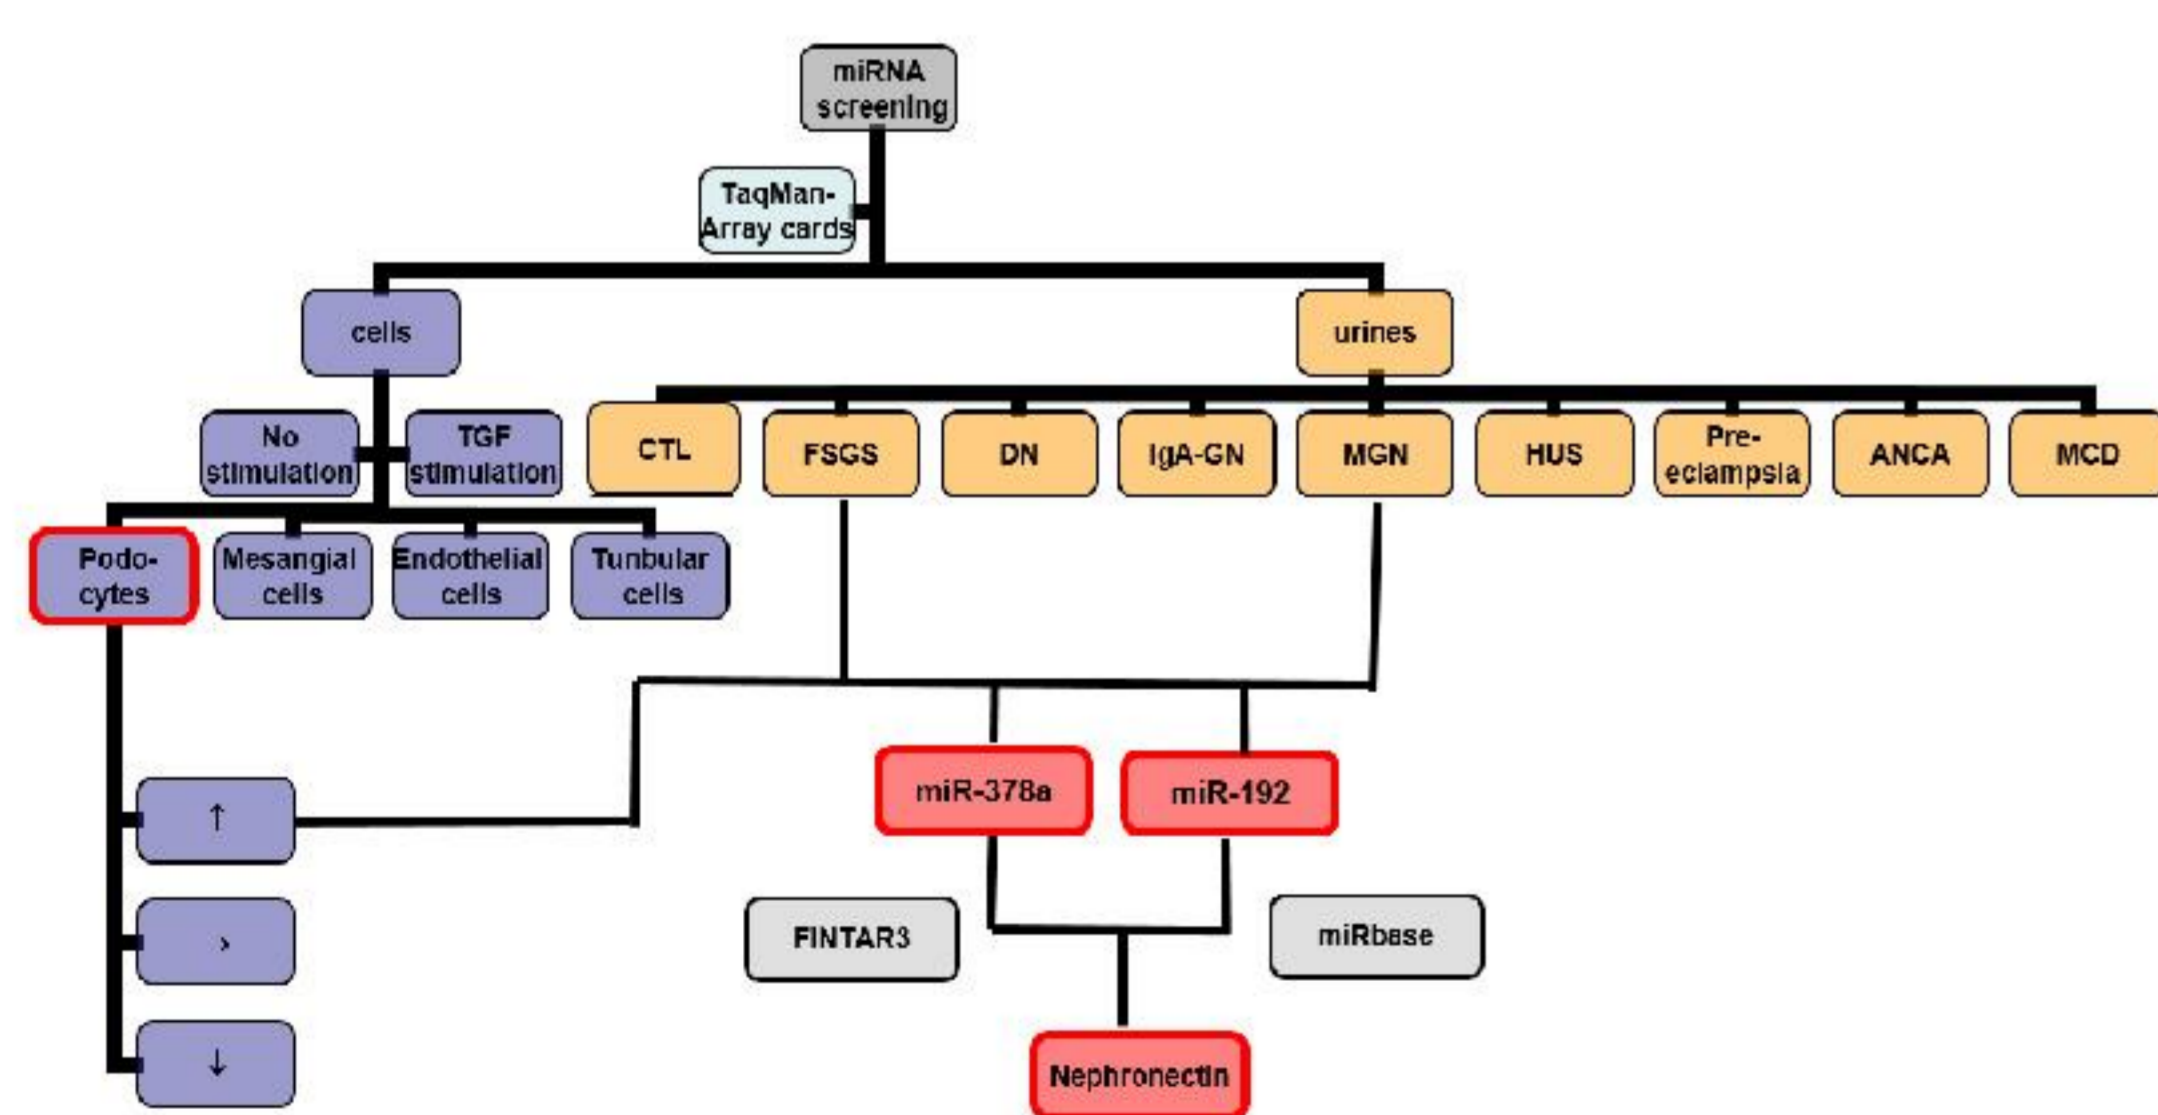 miRNA
screening
TaqMan-
Array cards
cells
urines
No
stimulation
TGF
stimulation
CTL
FSGS
DN
IgA-GN
MGN
HUS
Pre-
eclampsia
ANCA
MCD
Podo-
cytes
Mesangial
cells
Endothelial
cells
Tunbular
cells
miR-378a
miR-192
↑
›
↓
FINTAR3
miRbase
Nephronectin